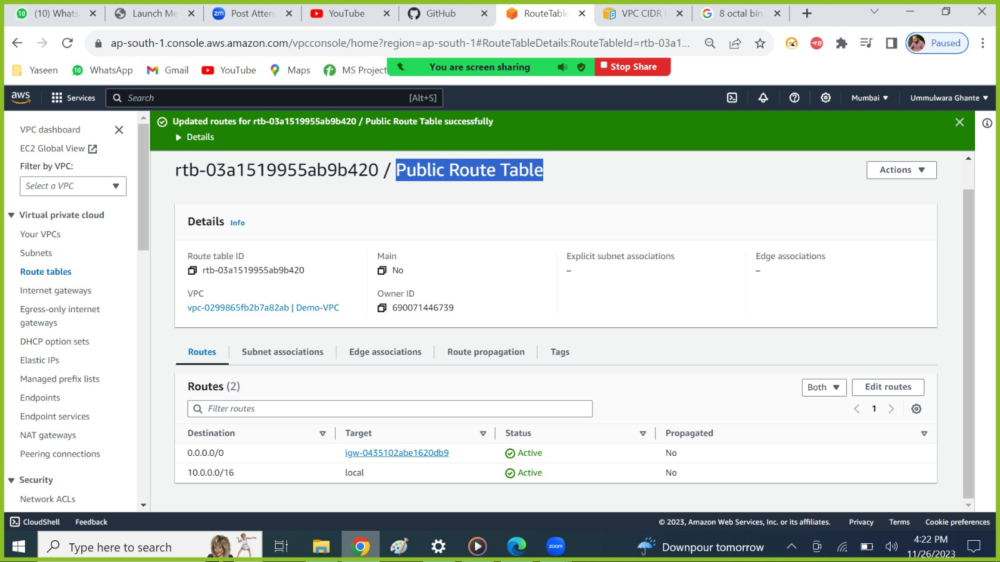 (10) Whats
Launch Me
Post Atten
YouTube
GitHub
RouteTable
VPC CIDR
8 octal bin
ap-south-1.console.aws.amazon.com/vpcconsole/home?region=ap-south-1#RouteTableDetails:RouteTableId=rtb-03a1...
Paused
Yaseen
WhatsApp
Gmail
YouTube
Maps
MS Project
You are screen sharing
Stop Share
aws
Services
Search
[Alt+S]
Mumbai
Ummulwara Ghante
VPC dashboard
EC2 Global View
Filter by VPC:
Select a VPC
Virtual private cloud
Your VPCs
Subnets
Route tables
Internet gateways
Egress-only internet
gateways
DHCP option sets
Elastic IPs
Managed prefix lists
Endpoints
Endpoint services
NAT gateways
Peering connections
Security
Network ACLs
Updated routes for rtb-03a1519955ab9b420 / Public Route Table successfully
Details
rtb-03a1519955ab9b420 / Public Route Table
Actions
Details Info
Route table ID
rtb-03a1519955ab9b420
Main
No
Explicit subnet associations
–
Edge associations
–
VPC
vpc-0299865fb2b7a82ab | Demo-VPC
Owner ID
690071446739
Routes
Subnet associations
Edge associations
Route propagation
Tags
Routes (2)
Both
Edit routes
Filter routes
1
Destination Target Status Propagated
0.0.0.0/0 igw-0435102abe1620db9 Active No
10.0.0.0/16 local Active No
CloudShell
Feedback
© 2023, Amazon Web Services, Inc. or its affiliates.
Privacy
Terms
Cookie preferences
Type here to search
zoom
Downpour tomorrow
4:22 PM
11/26/2023